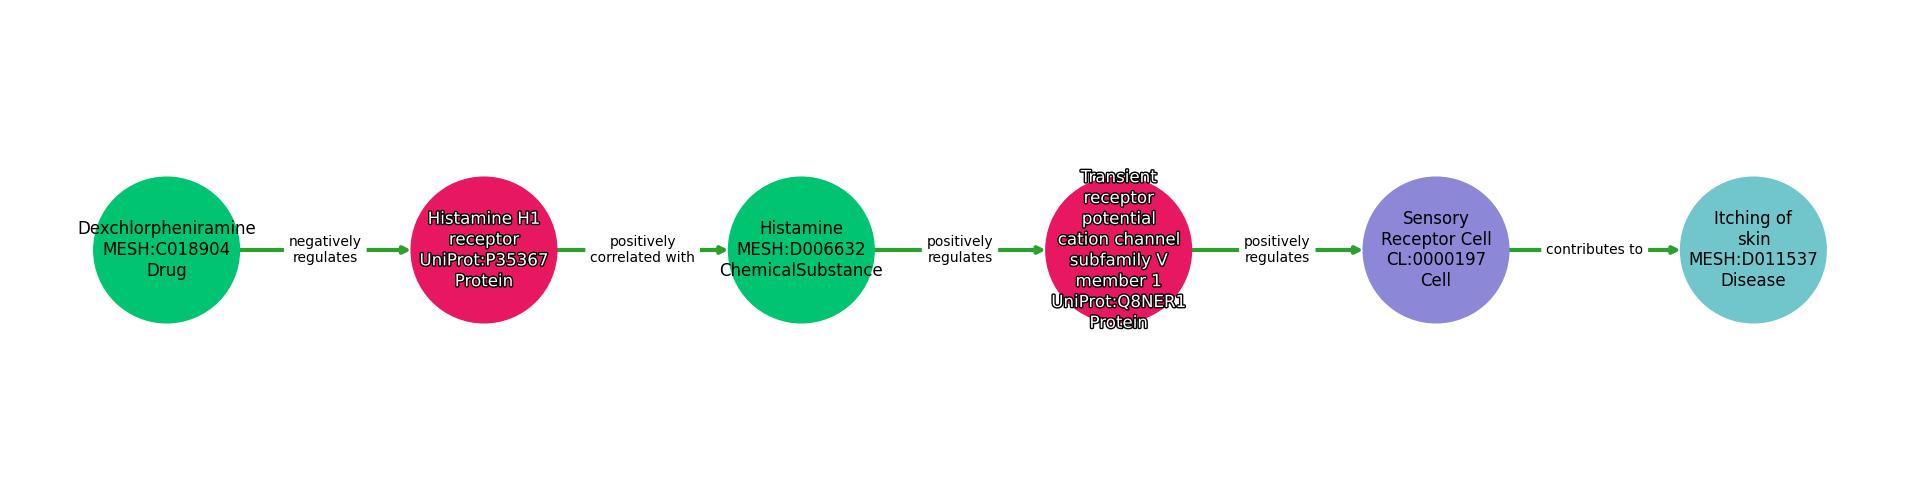 Dexchlorpheniramine
MESH:C018904
Drug
negatively
regulates
Histamine H1
receptor
UniProt:P35367
Protein
positively
correlated with
Histamine
MESH:D006632
ChemicalSubstance
positively
regulates
Transient
receptor
potential
cation channel
subfamily V
member 1
UniProt:Q8NER1
Protein
positively
regulates
Sensory
Receptor Cell
CL:0000197
Cell
contributes to
Itching of
skin
MESH:D011537
Disease